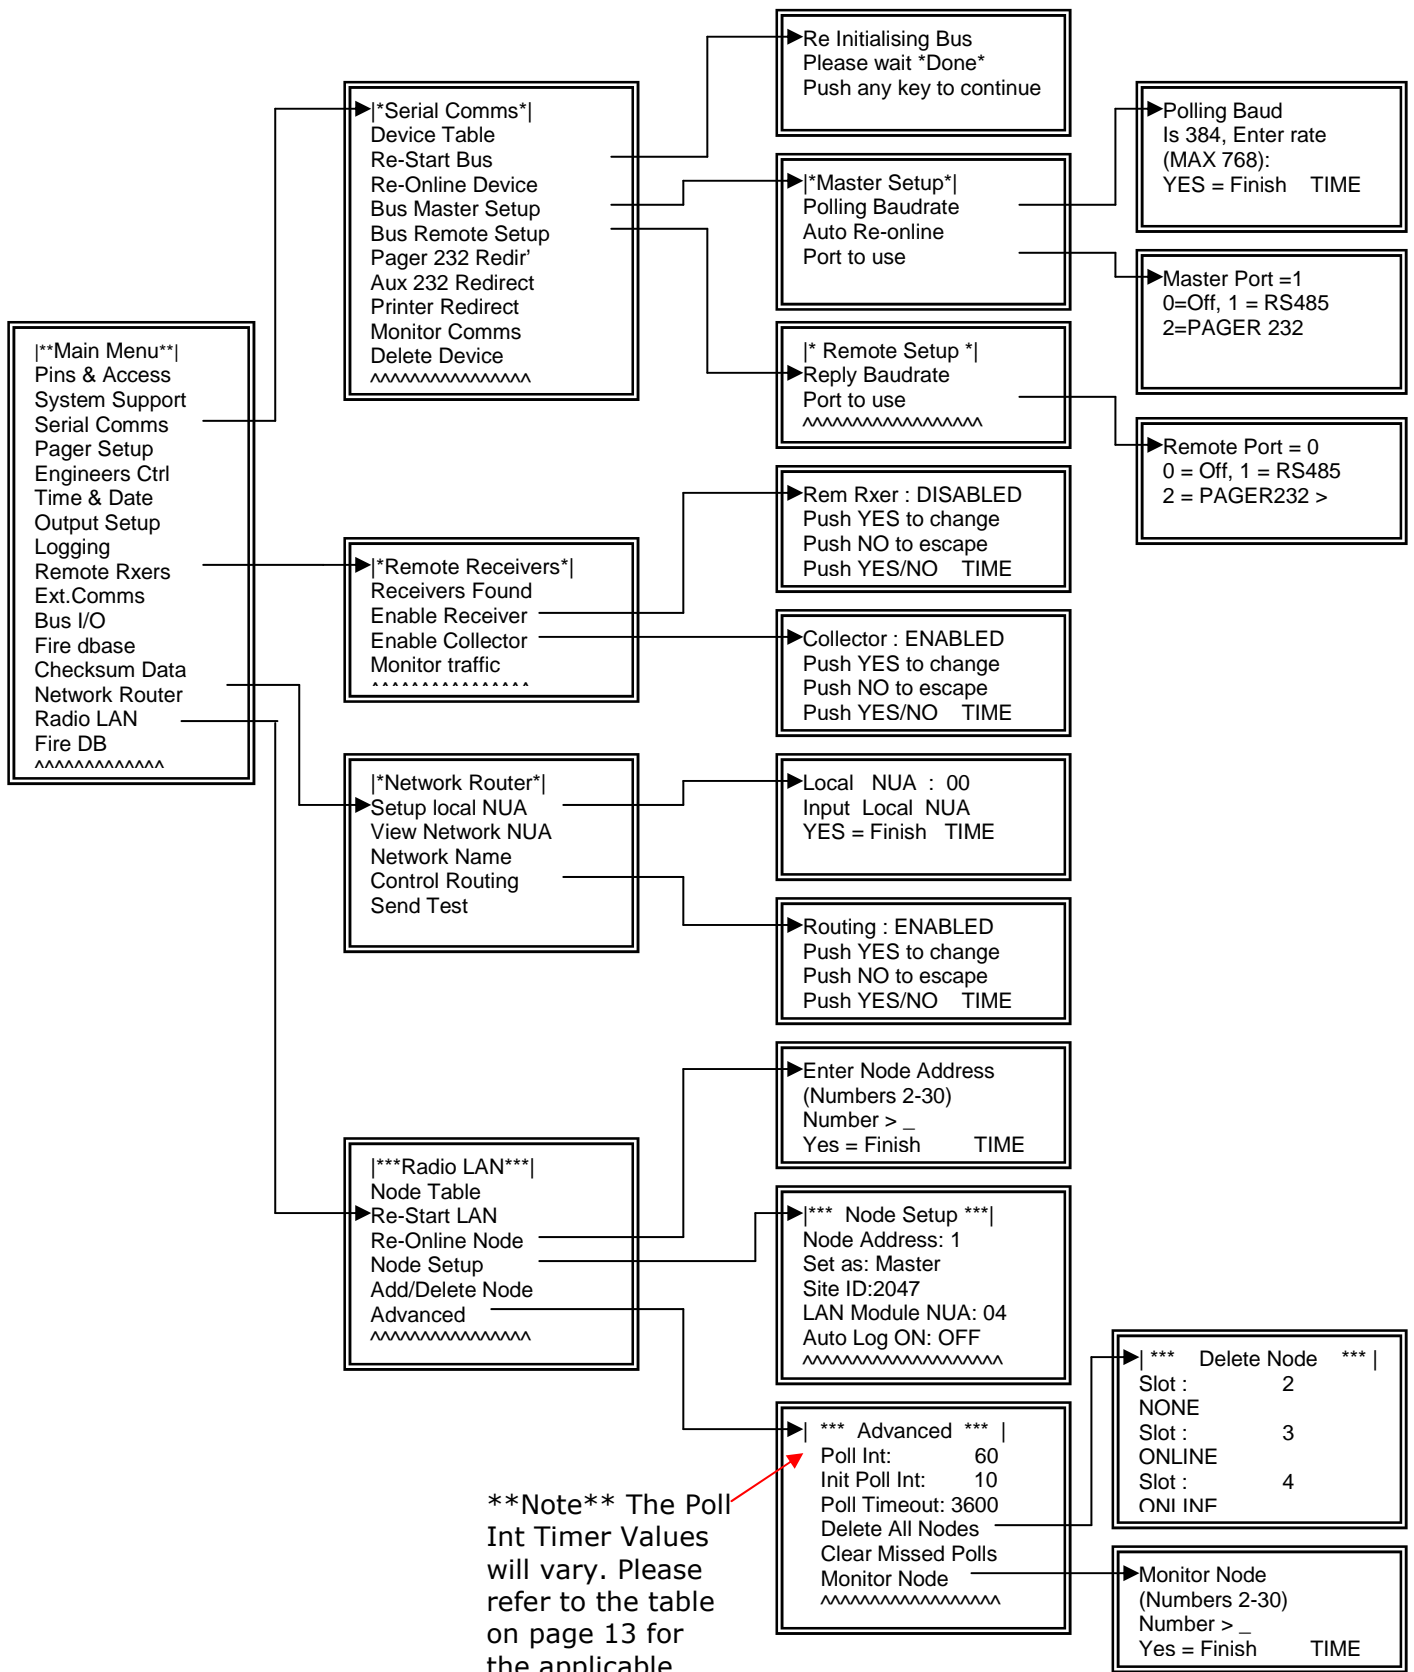 |**Main Menu**|
Pins & Access
System Support
Serial Comms
Pager Setup
Engineers Ctrl
Time & Date
Output Setup
Logging
Remote Rxers
Ext.Comms
Bus I/O
Fire dbase
Checksum Data
Network Router
Radio LAN
Fire DB
^^^^^^^^^^^^^
|*Serial Comms*|
Device Table
Re-Start Bus
Re-Online Device
Bus Master Setup
Bus Remote Setup
Pager 232 Redir'
Aux 232 Redirect
Printer Redirect
Monitor Comms
Delete Device
^^^^^^^^^^^^^^^^
|*Remote Receivers*|
Receivers Found
Enable Receiver
Enable Collector
Monitor traffic
^^^^^^^^^^^^^^^^
|*Network Router*|
Setup local NUA
View Network NUA
Network Name
Control Routing
Send Test
|***Radio LAN***|
Node Table
Re-Start LAN
Re-Online Node
Node Setup
Add/Delete Node
Advanced
^^^^^^^^^^^^^^^^
Re Initialising Bus
Please wait *Done*
Push any key to continue
|*Master Setup*|
Polling Baudrate
Auto Re-online
Port to use
|* Remote Setup *|
Reply Baudrate
Port to use
^^^^^^^^^^^^^^^^^^
Rem Rxer : DISABLED
Push YES to change
Push NO to escape
Push YES/NO TIME
Collector : ENABLED
Push YES to change
Push NO to escape
Push YES/NO TIME
Local NUA : 00
Input Local NUA
YES = Finish TIME
Routing : ENABLED
Push YES to change
Push NO to escape
Push YES/NO TIME
Enter Node Address
(Numbers 2-30)
Number > _
Yes = Finish TIME
|*** Node Setup ***|
Node Address: 1
Set as: Master
Site ID:2047
LAN Module NUA: 04
Auto Log ON: OFF
^^^^^^^^^^^^^^^^^^^^
| *** Advanced *** |
Poll Int: 60
Init Poll Int: 10
Poll Timeout: 3600
Delete All Nodes
Clear Missed Polls
Monitor Node
^^^^^^^^^^^^^^^^^^
Polling Baud
Is 384, Enter rate
(MAX 768):
YES = Finish TIME
Master Port =1
0=Off, 1 = RS485
2=PAGER 232
Remote Port = 0
0 = Off, 1 = RS485
2 = PAGER232 >
| *** Delete Node *** |
Slot : 2
NONE
Slot : 3
ONLINE
Slot : 4
ONLINE
Monitor Node
(Numbers 2-30)
Number > _
Yes = Finish TIME
**Note** The Poll
Int Timer Values
will vary. Please
refer to the table
on page 13 for
the applicable